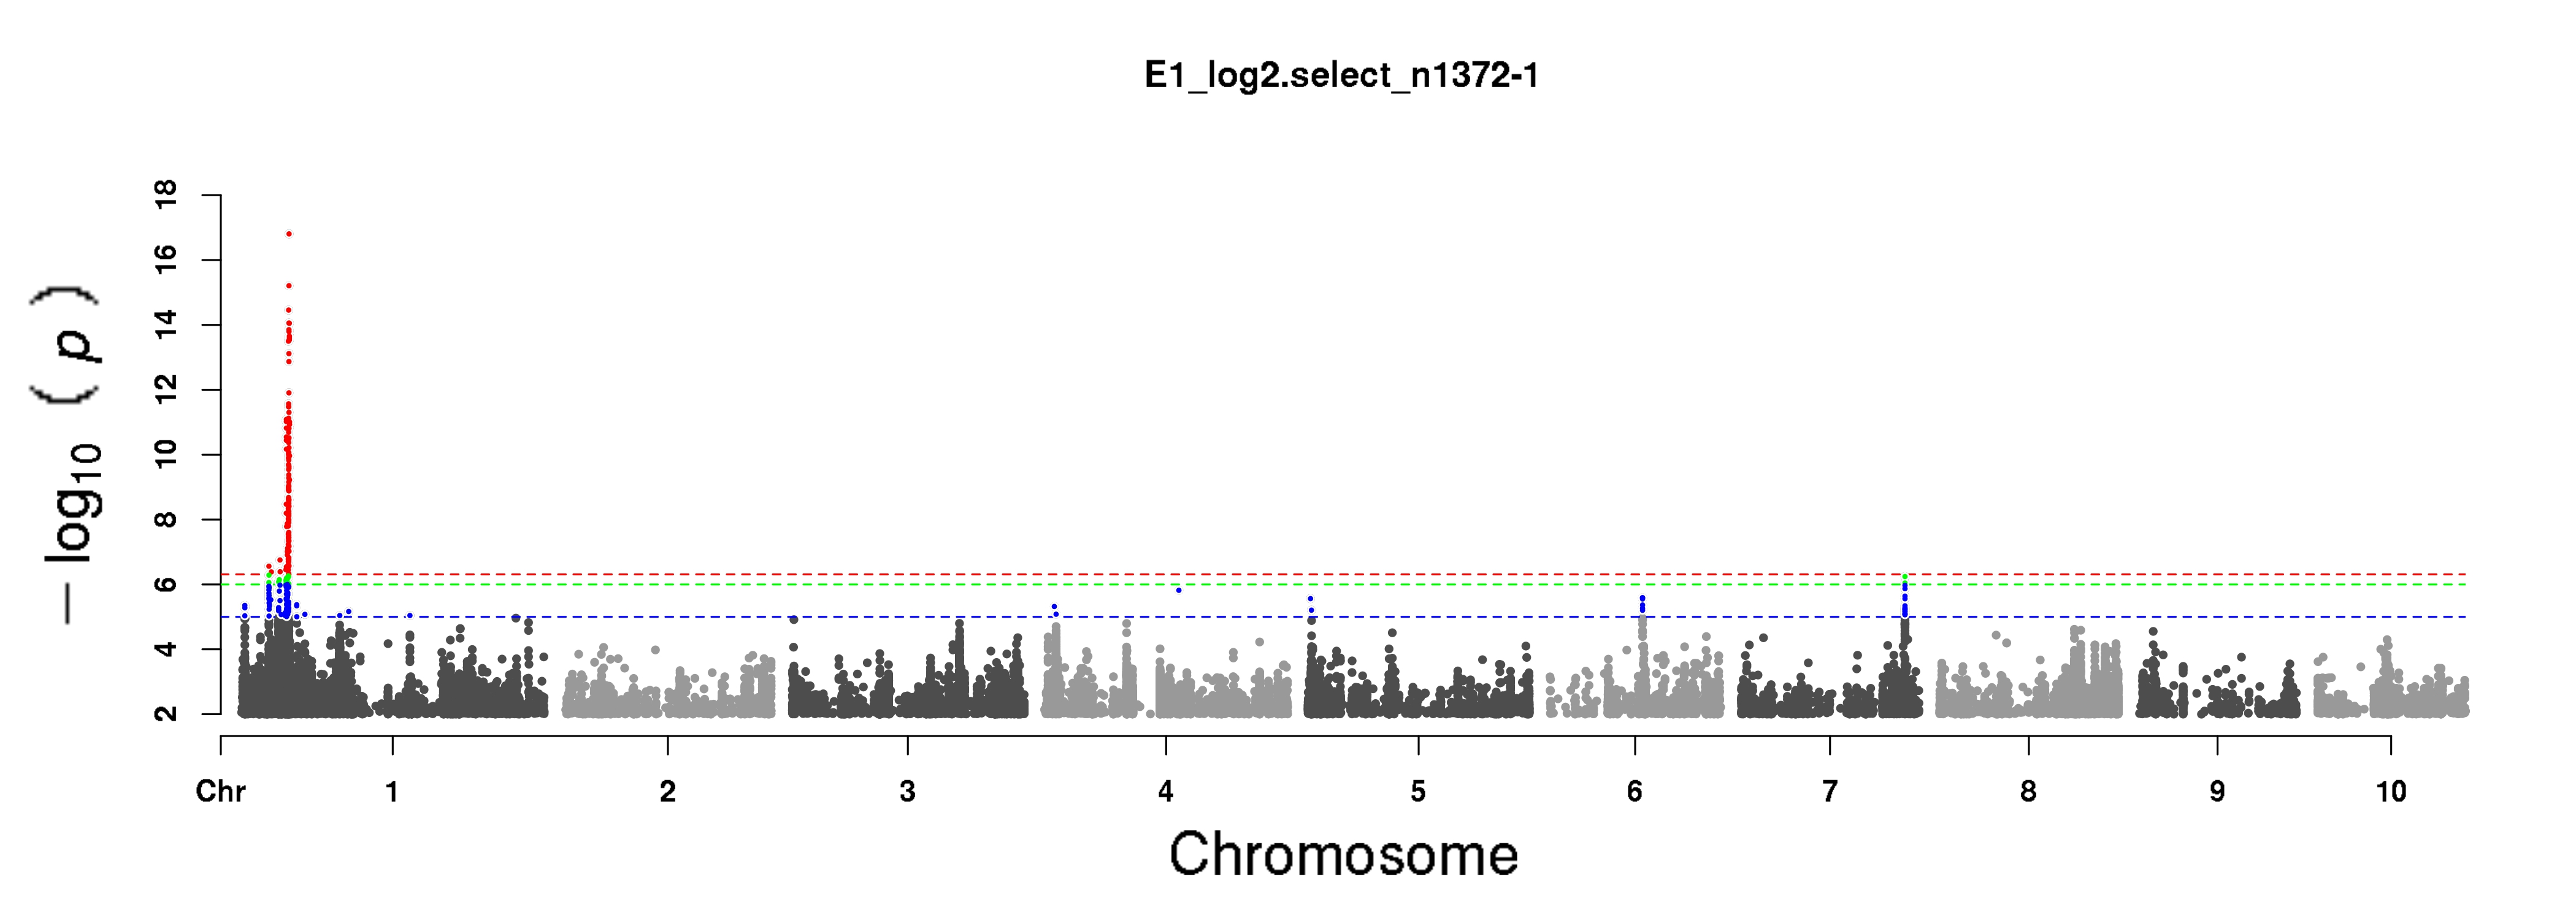 E1_log2.select_n1372-1
− log10 ( p )
18
16
14
12
10
8
6
4
2
Chr 1 2 3 4 5 6 7 8 9 10
Chromosome